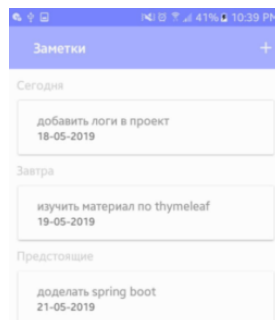 41% 10:39 PM
Заметки
+
Сегодня
добавить логи в проект
18-05-2019
Завтра
изучить материал по thymeleaf
19-05-2019
Предстоящие
доделать spring boot
21-05-2019